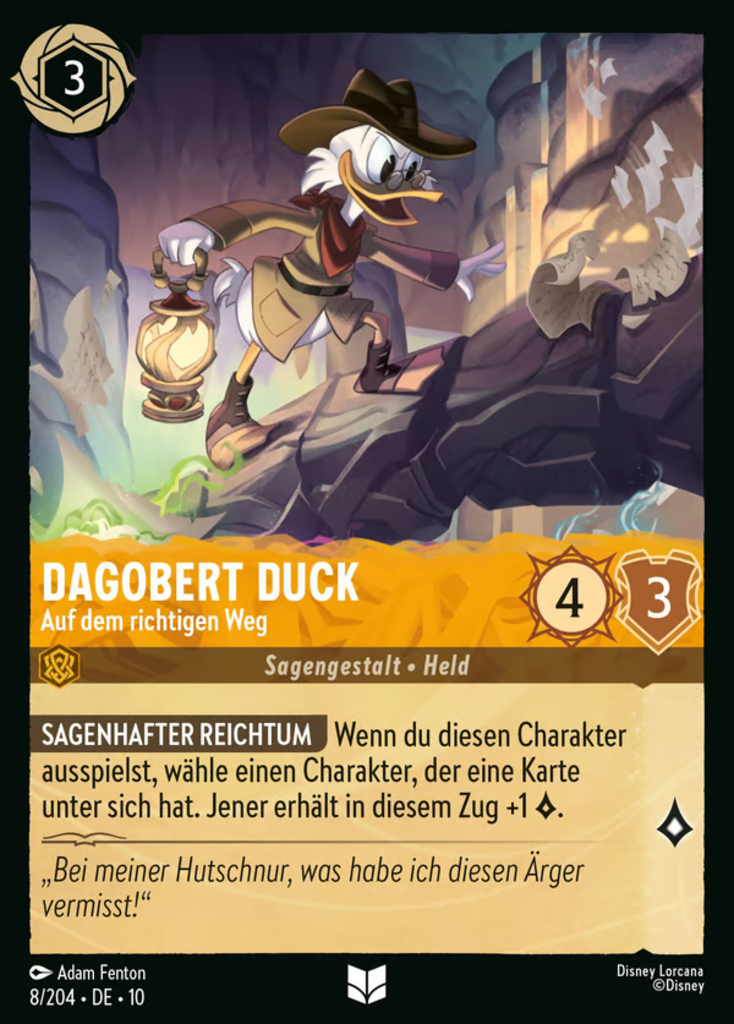 3
DAGOBERT DUCK
Auf dem richtigen Weg
4
3
Sagengestalt • Held
SAGENHAFTER REICHTUM Wenn du diesen Charakter
ausspielst, wähle einen Charakter, der eine Karte
unter sich hat. Jener erhält in diesem Zug +1 .
„Bei meiner Hutschnur, was habe ich diesen Ärger
vermisst!“
Adam Fenton
8/204 • DE • 10
Disney Lorcana
©Disney